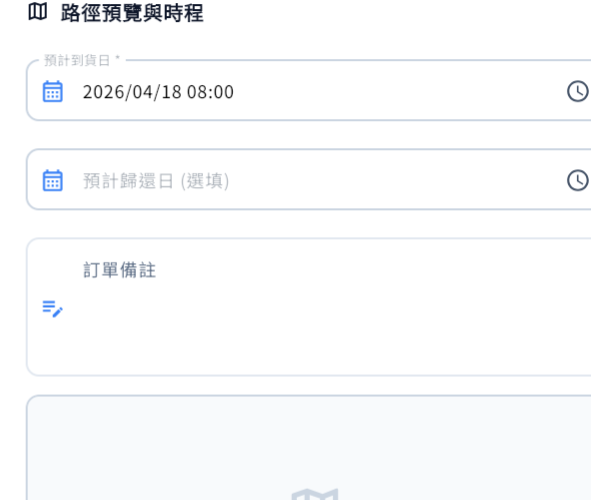 路徑預覽與時程
預計到貨日 *
2026/04/18 08:00
預計歸還日 (選填)
訂單備註